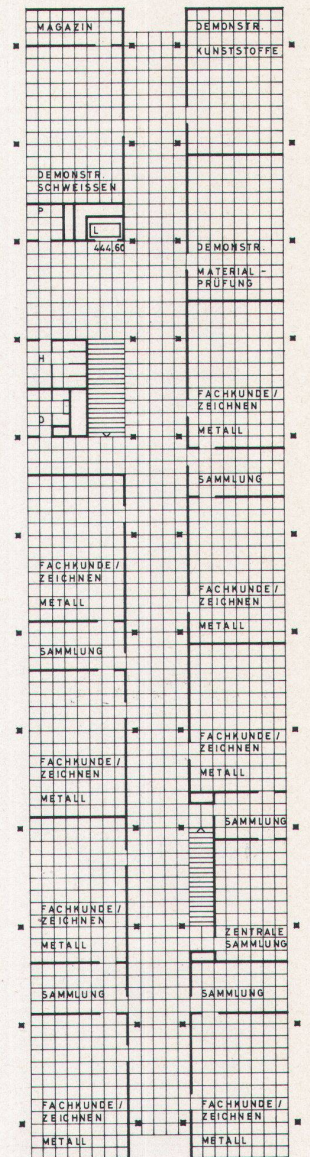 MAGAZIN
DEMONSTR.
KUNSTSTOFFE
DEMONSTR.
SCHWEISSEN
P
L
444.60
DEMONSTR.
MATERIAL-
PRÜFUNG
H
D
FACHKUNDE/
ZEICHNEN
METALL
SAMMLUNG
FACHKUNDE/
ZEICHNEN
METALL
FACHKUNDE/
ZEICHNEN
METALL
SAMMLUNG
FACHKUNDE/
ZEICHNEN
METALL
FACHKUNDE/
ZEICHNEN
METALL
SAMMLUNG
FACHKUNDE/
ZEICHNEN
METALL
ZENTRALE
SAMMLUNG
SAMMLUNG
SAMMLUNG
FACHKUNDE/
ZEICHNEN
METALL
FACHKUNDE/
ZEICHNEN
METALL